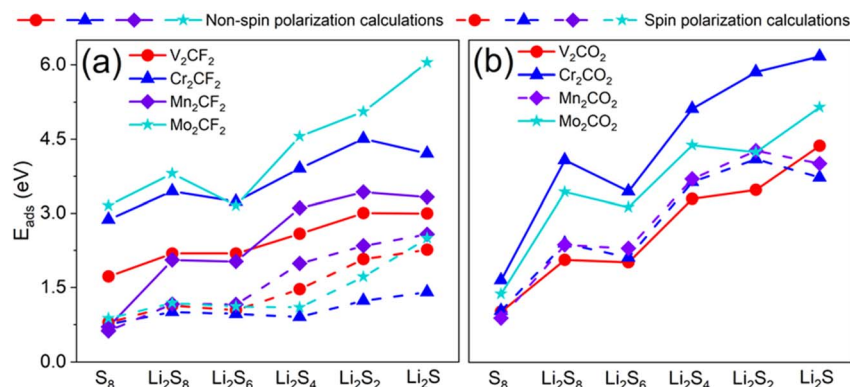 Non-spin polarization calculations Spin polarization calculations
(a)
V₂CF₂
Cr₂CF₂
Mn₂CF₂
Mo₂CF₂
(b)
V₂CO₂
Cr₂CO₂
Mn₂CO₂
Mo₂CO₂
E_ads (eV)
6.0
4.5
3.0
1.5
0.0
S₈ Li₂S₈ Li₂S₆ Li₂S₄ Li₂S₂ Li₂S
S₈ Li₂S₈ Li₂S₆ Li₂S₄ Li₂S₂ Li₂S